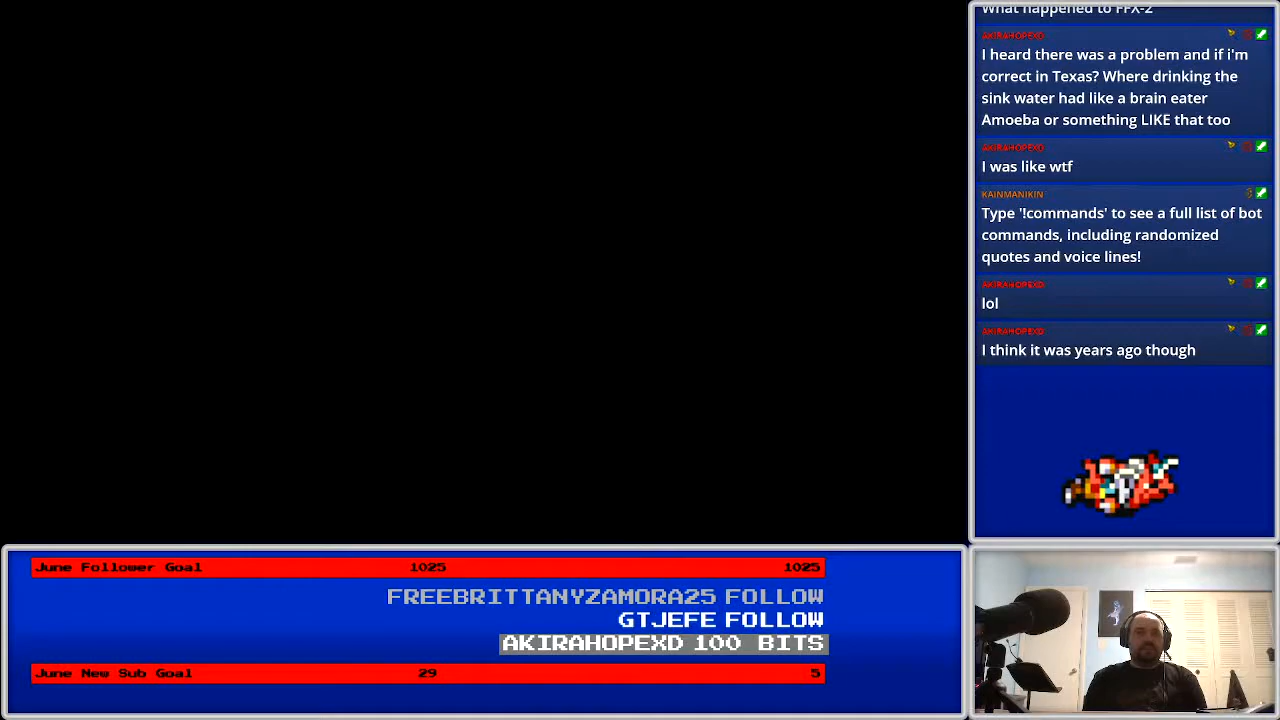 What happened to FFX-2
AKIRAHOPEXD
I heard there was a problem and if i'm
correct in Texas? Where drinking the
sink water had like a brain eater
Amoeba or something LIKE that too
AKIRAHOPEXD
I was like wtf
KAINMANIKIN
Type '!commands' to see a full list of bot
commands, including randomized
quotes and voice lines!
AKIRAHOPEXD
lol
AKIRAHOPEXD
I think it was years ago though
June Follower Goal 1025 1025
FREEBRITTANYZAMORA25 FOLLOW
GTJEFE FOLLOW
AKIRAHOPEXD 100 BITS
June New Sub Goal 29 5